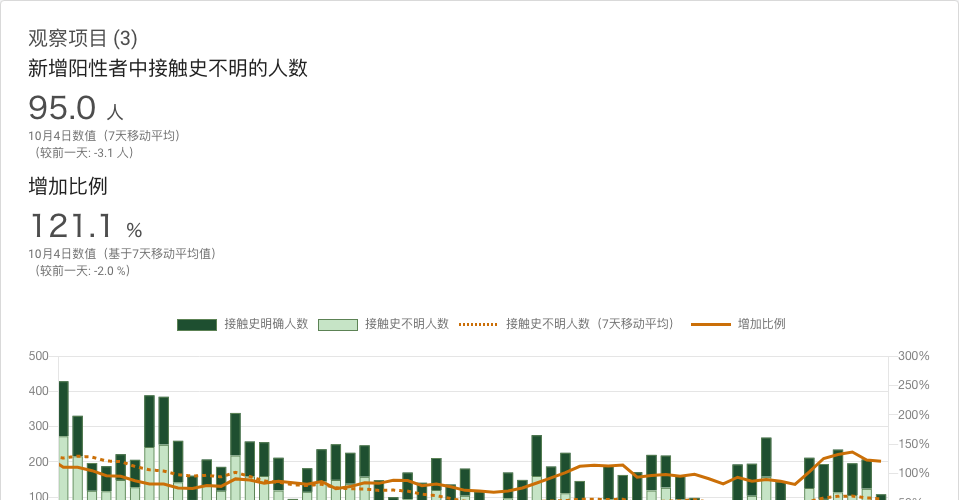 观察项目 (3)
新增阳性者中接触史不明的人数
95.0 人
10月4日数值（7天移动平均）
（较前一天: -3.1 人）
增加比例
121.1 %
10月4日数值（基于7天移动平均值）
（较前一天: -2.0 %）
接触史明确人数 接触史不明人数 接触史不明人数（7天移动平均） 增加比例
500 300%
250%
400
200%
300
150%
200
100%
100